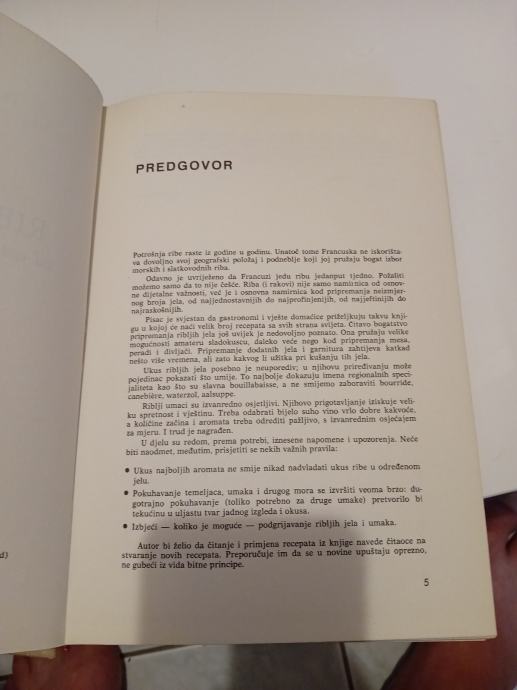 PREDGOVOR
Potrošnja ribe raste iz godine u godinu. Unatoč tome Francuska ne iskorišta-
va dovoljno svoj geografski položaj i podneblje koji joj pružaju bogat izbor
morskih i slatkovodnih riba.
Odavno je uvriježeno da Francuzi jedu ribu jedanput tjedno. Požaliti
možemo samo da to nije češće. Riba (i rakovi) nije samo namirnica od osnov-
ne dijetalne važnosti, već je i osnovna namirnica kod pripremanja neizmjer-
nog broja jela, od najjednostavnijih do najprofinjenijih, od najjeftinijih do
najraskošnijih.
Pisac je svjestan da gastronomi i vješte domaćice priželjkuju takvu knji-
gu u kojoj će naći velik broj recepata sa svih strana svijeta. Čitavo bogatstvo
pripremanja ribljih jela još uvijek je nedovoljno poznato. Ona pružaju velike
mogućnosti amateru sladokuscu, daleko veće nego kod pripremanja mesa,
peradi i divljači. Pripremanje dodatnih jela i garnitura zahtijeva katkad
nešto više vremena, ali zato kakvog li užitka pri kušanju tih jela.
Ukus ribljih jela posebno je neuporediv; u njihovu priređivanju može
pojedinac pokazati što umije. To najbolje dokazuju imena regionalnih speci-
jaliteta kao što su slavna bouillabaisse, a ne smijemo zaboraviti bourride,
canebière, waterzol, aalsuppe.
Riblji umaci su izvanredno osjetljivi. Njihovo prigotavljanje iziskuje veli-
ku spretnost i vještinu. Treba odabrati bijelo suho vino vrlo dobre kakvoće,
a količine začina i aromata treba odrediti pažljivo, s izvanrednim osjećajem
za mjeru. I trud je nagrađen.
U djelu su redom, prema potrebi, iznesene napomene i upozorenja. Neće
biti naodmet, međutim, prisjetiti se nekih važnih pravila:
• Ukus najboljih aromata ne smije nikad nadvladati ukus ribe u određenom
jelu.
• Pokuhavanje temeljaca, umaka i drugog mora se izvršiti veoma brzo: du-
gotrajno pokuhavanje (toliko potrebno za druge umake) pretvorilo bi
tekućinu u uljastu tvar jadnog izgleda i okusa.
• Izbjeći — koliko je moguće — podgrijavanje ribljih jela i umaka.
Autor bi želio da čitanje i primjena recepata iz knjige navede čitaoce na
stvaranje novih recepata. Preporučuje im da se u novine upuštaju oprezno,
ne gubeći iz vida bitne principe.
5